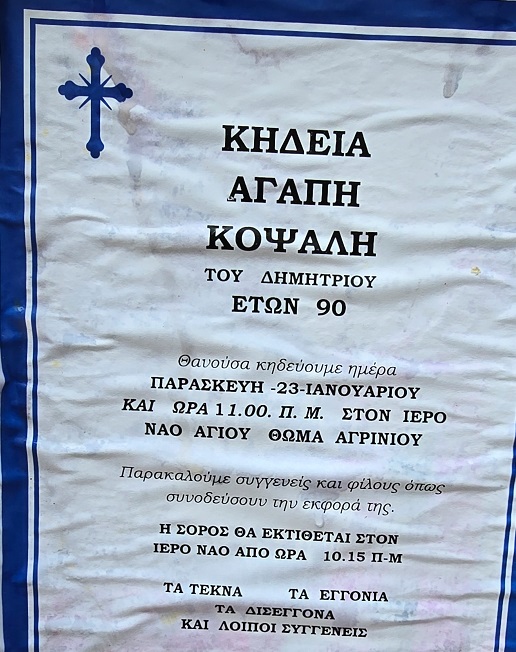 ΚΗΔΕΙΑ
ΑΓΑΠΗ
ΚΟΨΑΛΗ
ΤΟΥ ΔΗΜΗΤΡΙΟΥ
ΕΤΩΝ 90
Θανούσα κηδεύουμε ημέρα
ΠΑΡΑΣΚΕΥΗ -23-ΙΑΝΟΥΑΡΙΟΥ
ΚΑΙ ΩΡΑ 11.00. Π. Μ. ΣΤΟΝ ΙΕΡΟ
ΝΑΟ ΑΓΙΟΥ ΘΩΜΑ ΑΓΡΙΝΙΟΥ
Παρακαλούμε συγγενείς και φίλους όπως
συνοδεύσουν την εκφορά της.
Η ΣΟΡΟΣ ΘΑ ΕΚΤΙΘΕΤΑΙ ΣΤΟΝ
ΙΕΡΟ ΝΑΟ ΑΠΟ ΩΡΑ 10.15 Π-Μ
ΤΑ ΤΕΚΝΑ ΤΑ ΕΓΓΟΝΙΑ
ΤΑ ΔΙΣΕΓΓΟΝΑ
ΚΑΙ ΛΟΙΠΟΙ ΣΥΓΓΕΝΕΙΣ